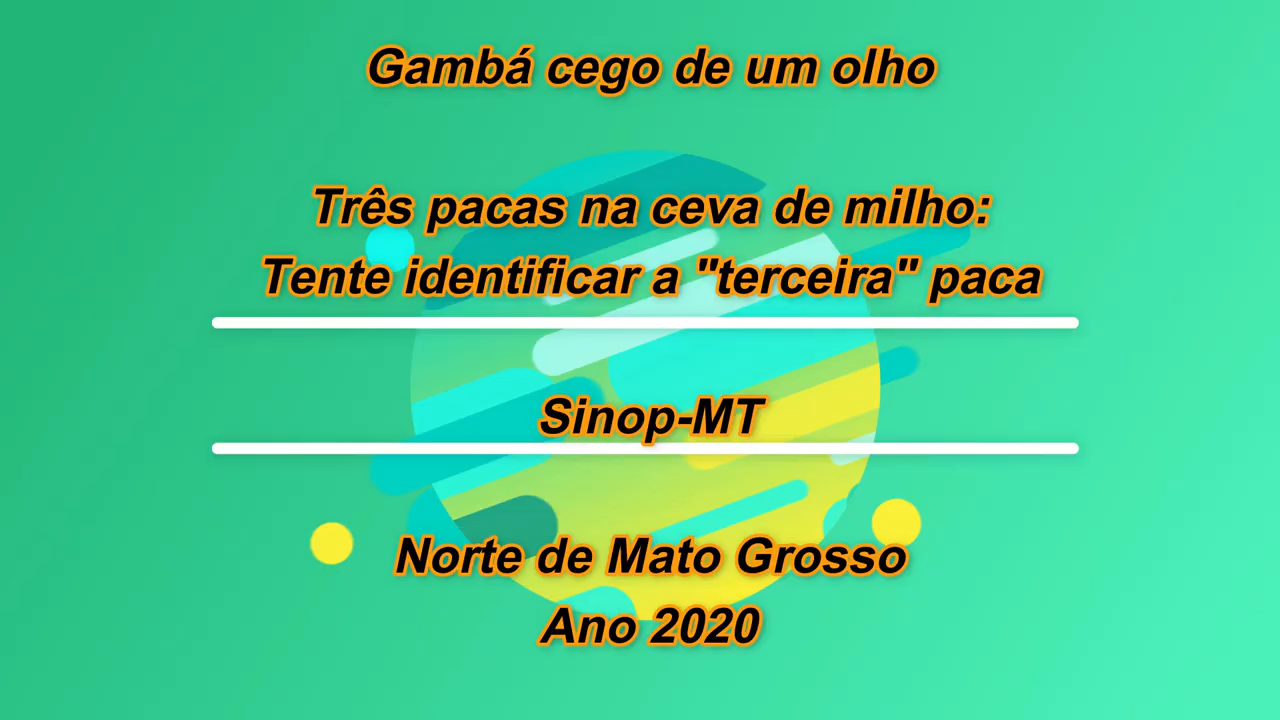 Gambá cego de um olho
Três pacas na ceva de milho:
Tente identificar a "terceira" paca
Sinop-MT
Norte de Mato Grosso
Ano 2020